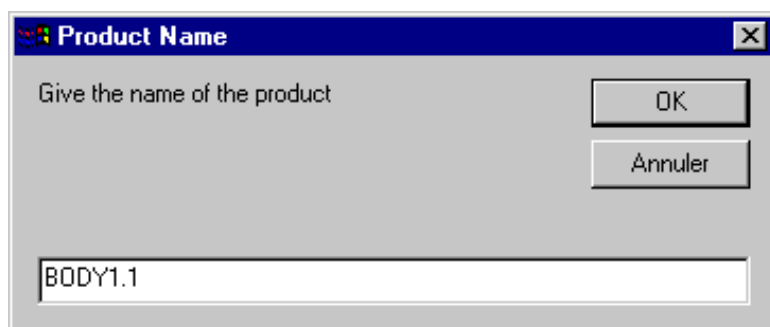 Product Name
Give the name of the product
OK
Annuler
BODY1.1